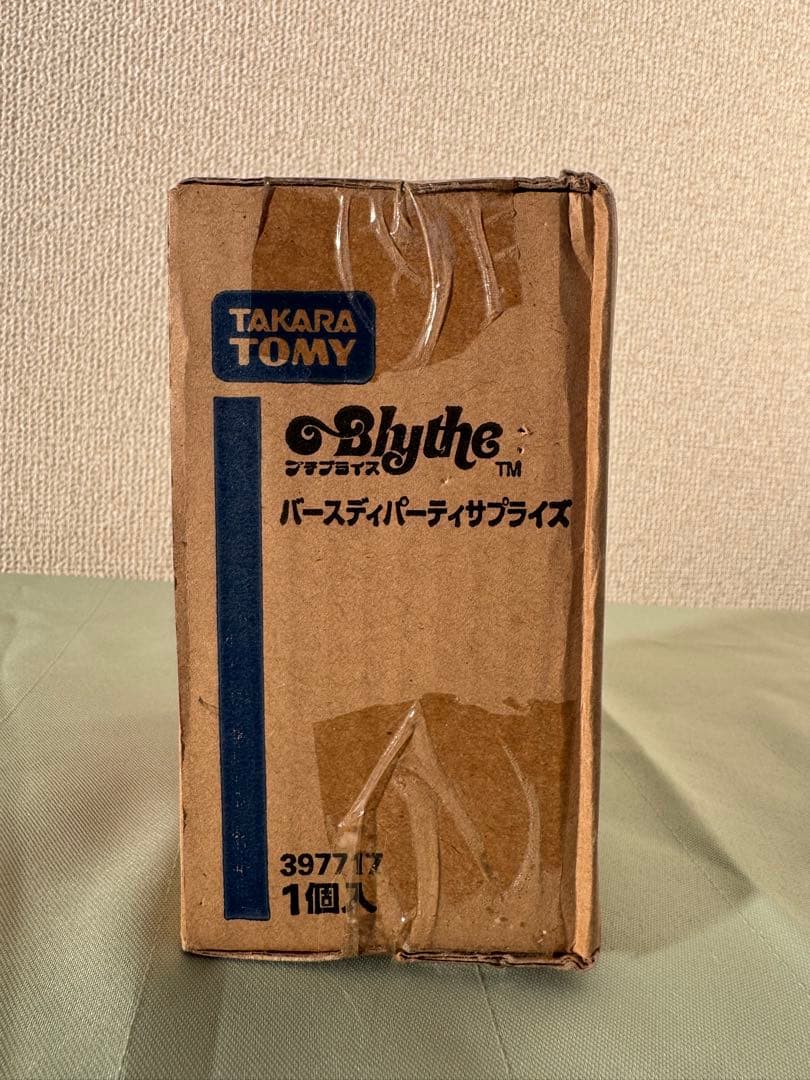 TAKARA
TOMY
Blythe
プチブライス TM
バースディパーティサプライズ
397717
1個入